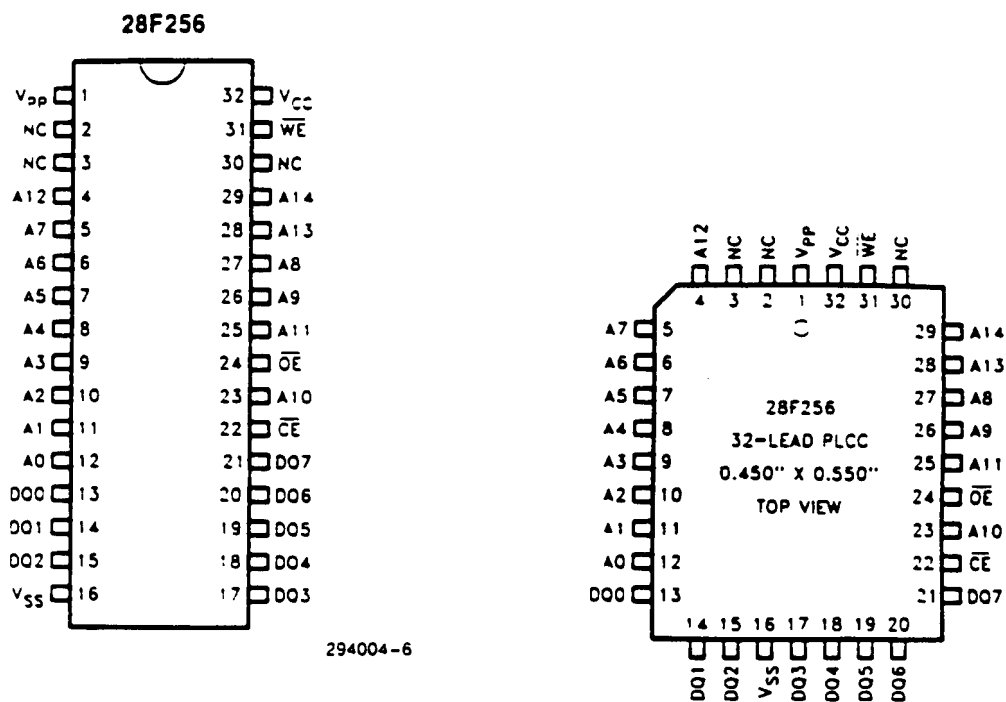 28F256
VPP 1 32 VCC
NC 2 31 W̅E̅
NC 3 30 NC
A12 4 29 A14
A7 5 28 A13
A6 6 27 A8
A5 7 26 A9
A4 8 25 A11
A3 9 24 O̅E̅
A2 10 23 A10
A1 11 22 C̅E̅
A0 12 21 DQ7
DQ0 13 20 DQ6
DQ1 14 19 DQ5
DQ2 15 18 DQ4
VSS 16 17 DQ3
294004-6
A12 NC NC VPP VCC W̅E̅ NC
4 3 2 1 32 31 30
A7 5 29 A14
A6 6 28 A13
A5 7 27 A8
A4 8 26 A9
A3 9 25 A11
A2 10 24 O̅E̅
A1 11 23 A10
A0 12 22 C̅E̅
DQ0 13 21 DQ7
28F256
32-LEAD PLCC
0.450" X 0.550"
TOP VIEW
14 15 16 17 18 19 20
DQ1 DQ2 VSS DQ3 DQ4 DQ5 DQ6